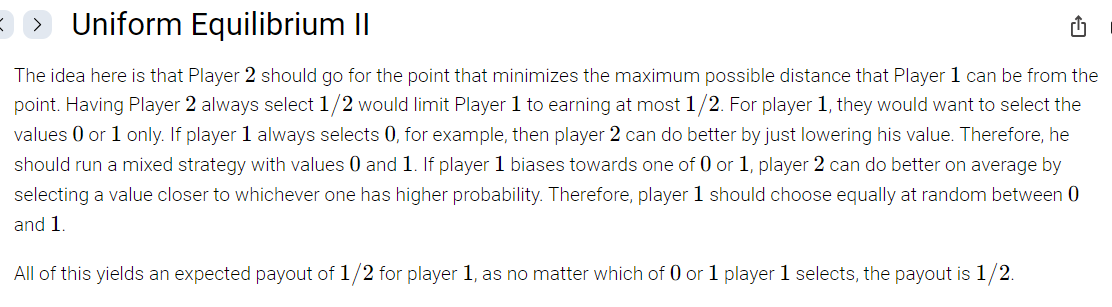 Uniform Equilibrium II
The idea here is that Player 2 should go for the point that minimizes the maximum possible distance that Player 1 can be from the
point. Having Player 2 always select 1/2 would limit Player 1 to earning at most 1/2. For player 1, they would want to select the
values 0 or 1 only. If player 1 always selects 0, for example, then player 2 can do better by just lowering his value. Therefore, he
should run a mixed strategy with values 0 and 1. If player 1 biases towards one of 0 or 1, player 2 can do better on average by
selecting a value closer to whichever one has higher probability. Therefore, player 1 should choose equally at random between 0
and 1.
All of this yields an expected payout of 1/2 for player 1, as no matter which of 0 or 1 player 1 selects, the payout is 1/2.